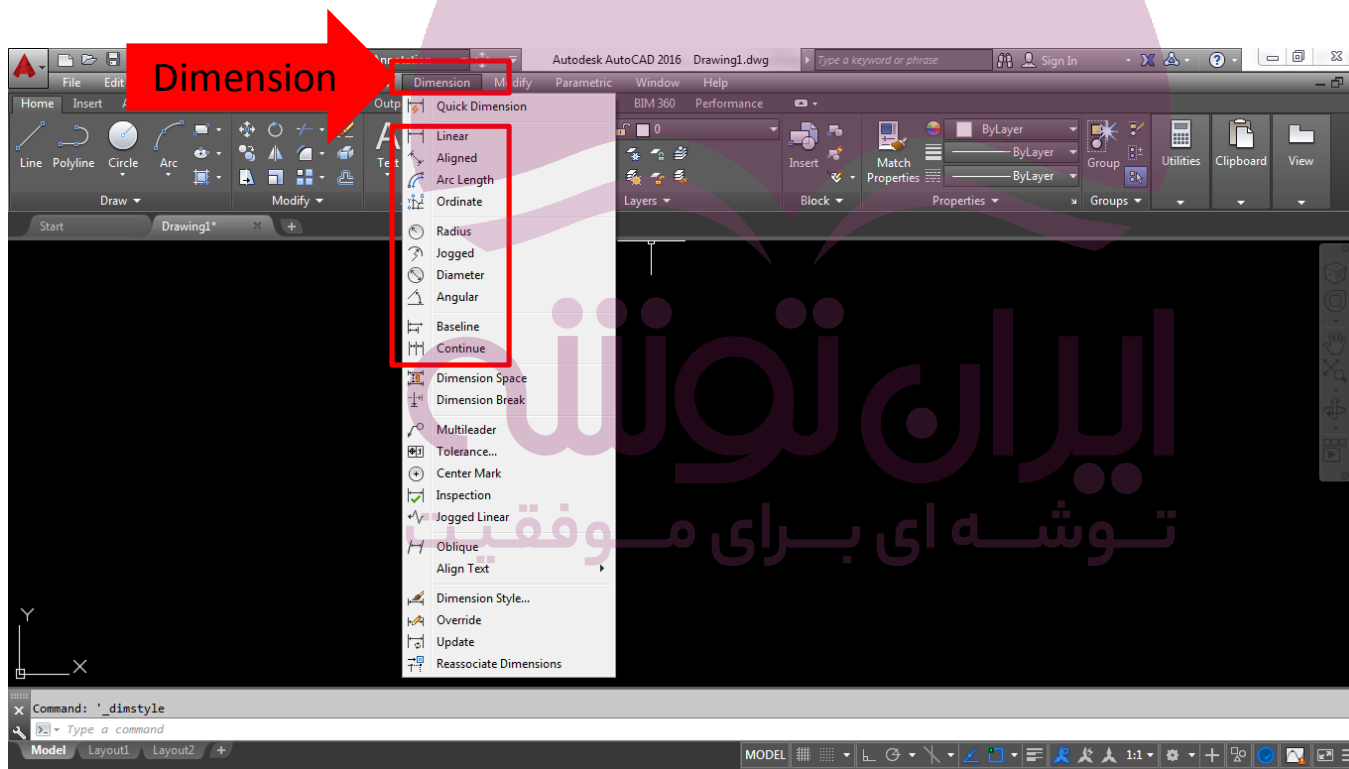 Dimension
Annotation
Autodesk AutoCAD 2016 Drawing1.dwg
Type a keyword or phrase
Sign In
File Edit Dimension Modify Parametric Window Help
Home Insert A Outp BIM 360 Performance
Line Polyline Circle Arc
Text
0
Insert
Match
Properties
ByLayer
ByLayer
ByLayer
Group
Utilities
Clipboard
View
Draw Modify Layers Block Properties Groups
Start Drawing1*
Quick Dimension
Linear
Aligned
Arc Length
Ordinate
Radius
Jogged
Diameter
Angular
Baseline
Continue
Dimension Space
Dimension Break
Multileader
Tolerance...
Center Mark
Inspection
Jogged Linear
Oblique
Align Text
Dimension Style...
Override
Update
Reassociate Dimensions
ایران توشه
توشه ای برای موفقیت
Y
X
Command: '_dimstyle
Type a command
Model Layout1 Layout2 +
MODEL 1:1